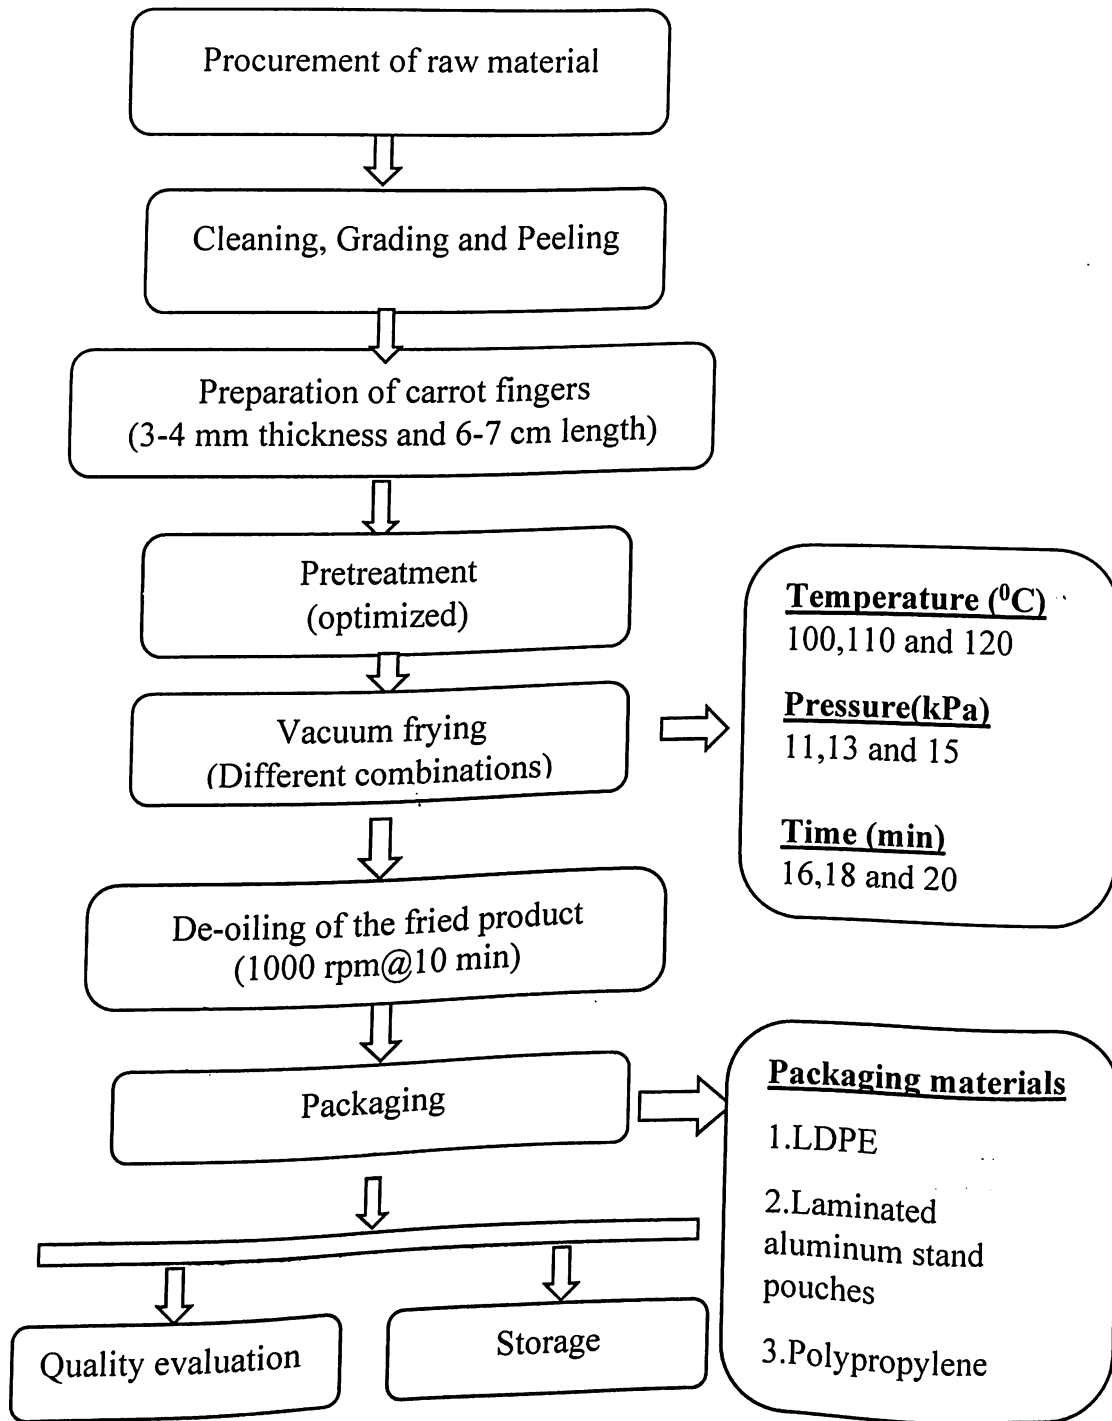 Procurement of raw material
Cleaning, Grading and Peeling
Preparation of carrot fingers
(3-4 mm thickness and 6-7 cm length)
Pretreatment
(optimized)
Vacuum frying
(Different combinations)
Temperature (⁰C)
100,110 and 120
Pressure(kPa)
11,13 and 15
Time (min)
16,18 and 20
De-oiling of the fried product
(1000 rpm@10 min)
Packaging
Packaging materials
1.LDPE
2.Laminated
aluminum stand
pouches
3.Polypropylene
Quality evaluation
Storage